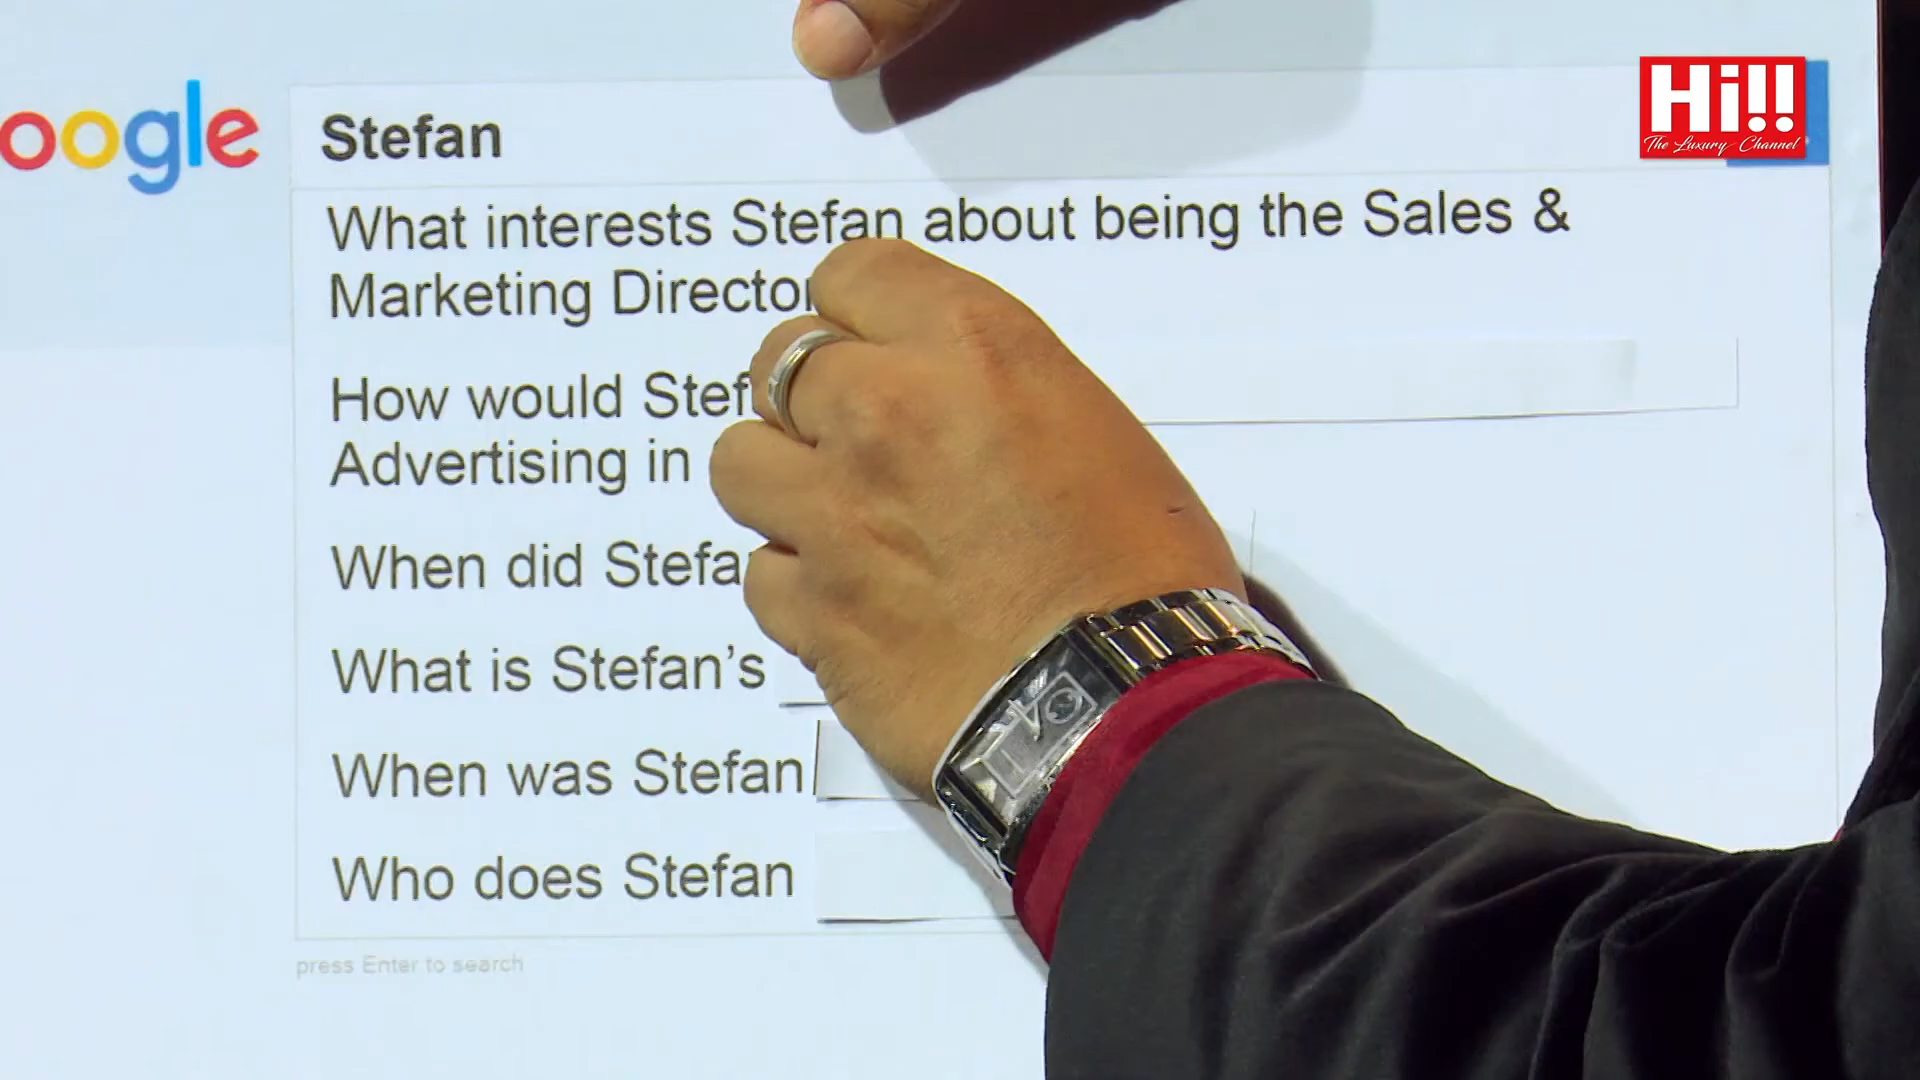 oogle
Stefan
Hi!!
The Luxury Channel
What interests Stefan about being the Sales &
Marketing Director
How would Stef
Advertising in
When did Stefa
What is Stefan’s
When was Stefan
Who does Stefan
press Enter to search